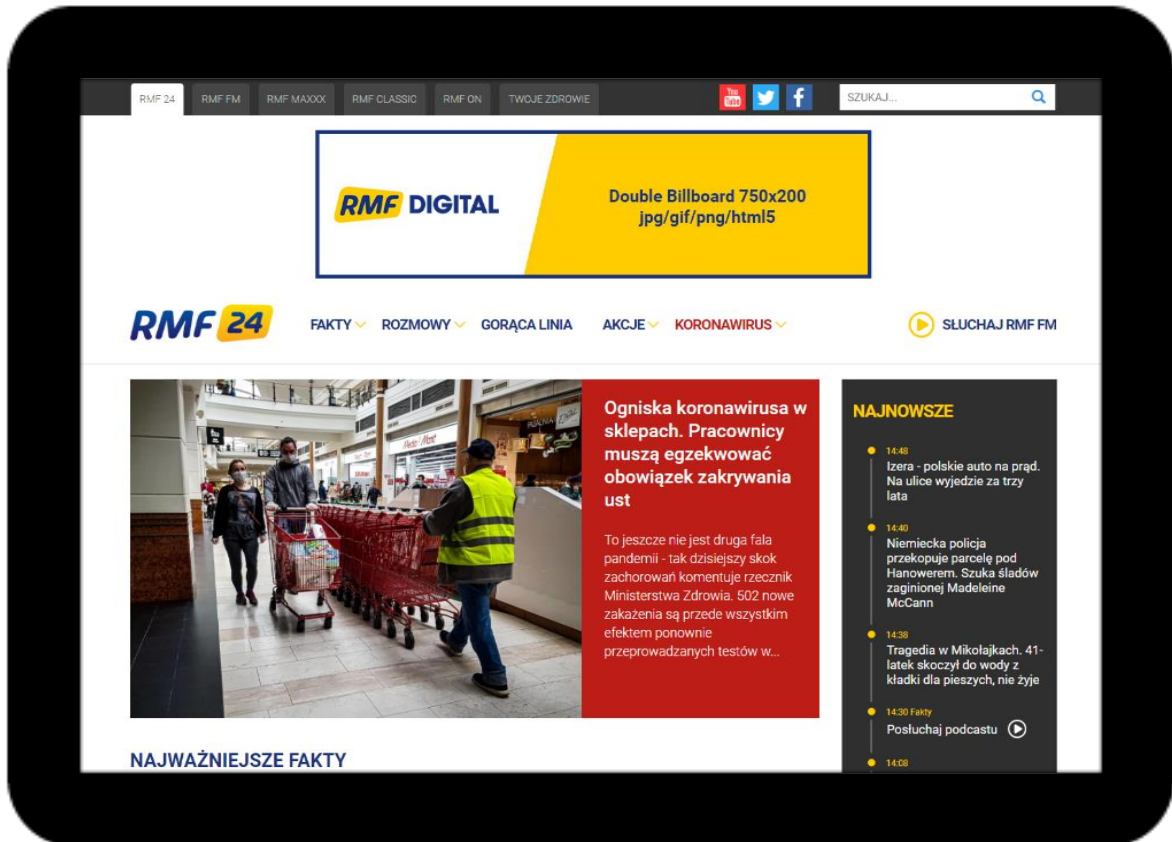 RMF 24
RMF FM
RMF MAXXX
RMF CLASSIC
RMF ON
TWOJE ZDROWIE
You
Tube
f
SZUKAJ...
RMF DIGITAL
Double Billboard 750x200
jpg/gif/png/html5
RMF 24
FAKTY
ROZMOWY
GORĄCA LINIA
AKCJE
KORONAWIRUS
SŁUCHAJ RMF FM
Media Markt
Ogniska koronawirusa w
sklepach. Pracownicy
muszą egzekwować
obowiązek zakrywania
ust
To jeszcze nie jest druga fala
pandemii - tak dzisiejszy skok
zachorowań komentuje rzecznik
Ministerstwa Zdrowia. 502 nowe
zakażenia są przede wszystkim
efektem ponownie
przeprowadzanych testów w...
NAJNOWSZE
14:48
Izera - polskie auto na prąd.
Na ulice wyjedzie za trzy
lata
14:40
Niemiecka policja
przekopuje parcelę pod
Hanowerem. Szuka śladów
zaginionej Madeleine
McCann
14:38
Tragedia w Mikołajkach. 41-
latek skoczył do wody z
kładki dla pieszych, nie żyje
14:30 Fakty
Posłuchaj podcastu
14:08
NAJWAŻNIEJSZE FAKTY